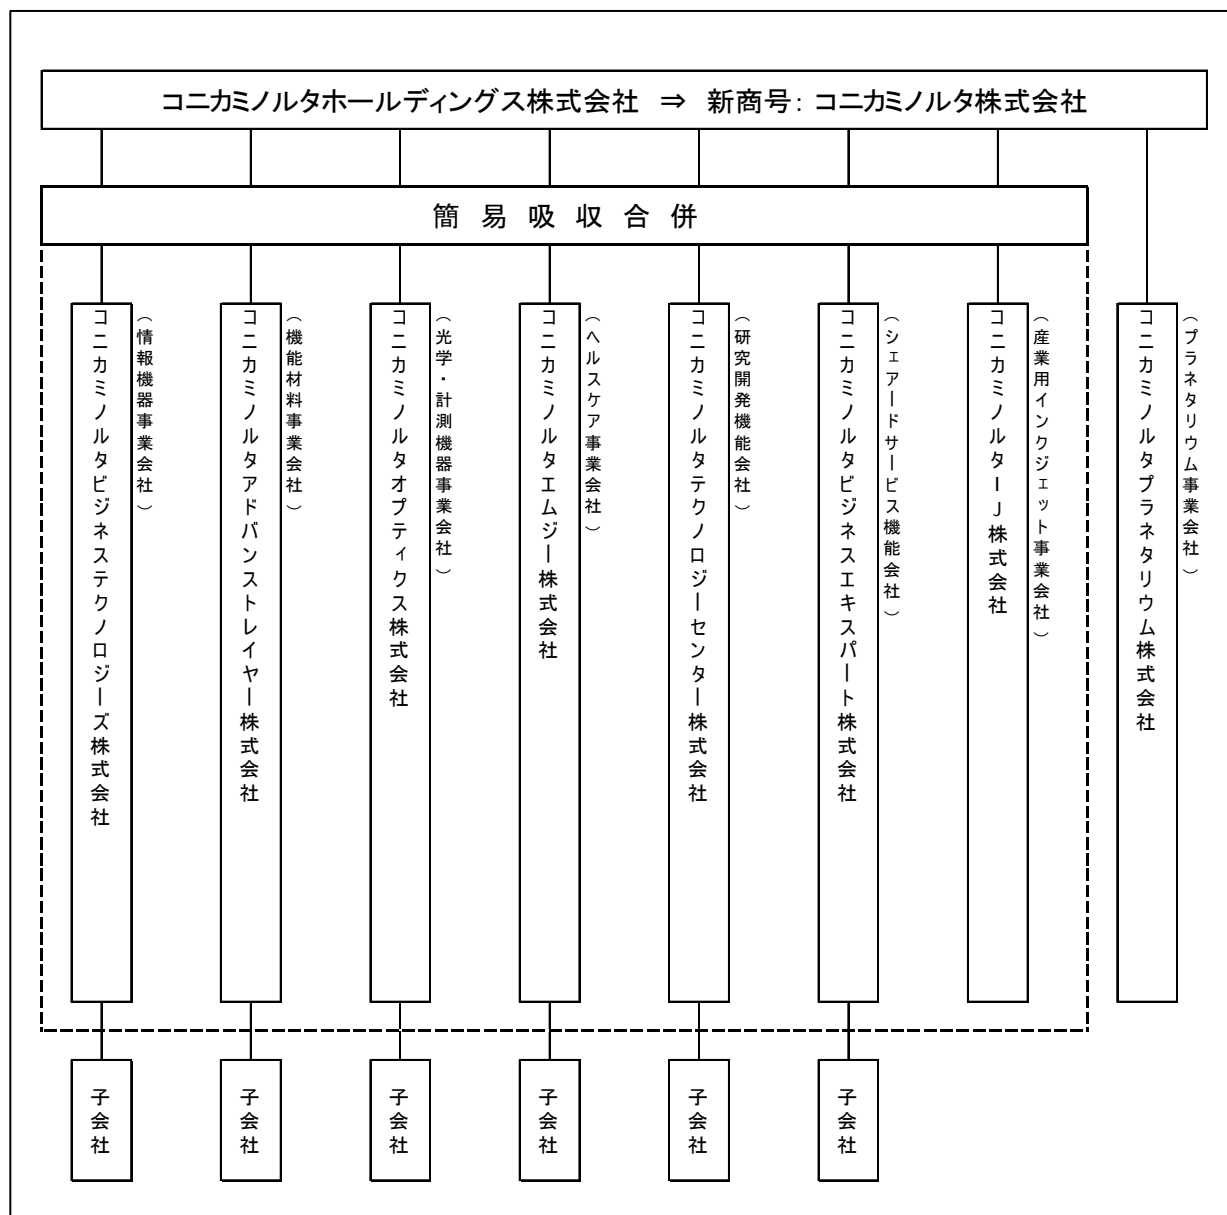 コニカミノルタホールディングス株式会社 ⇒ 新商号: コニカミノルタ株式会社
簡易吸収合併
コニカミノルタビジネステクノロジーズ株式会社
（情報機器事業会社）
コニカミノルタアドバンストレイヤー株式会社
（機能材料事業会社）
コニカミノルタオプティクス株式会社
（光学・計測機器事業会社）
コニカミノルタエムジー株式会社
（ヘルスケア事業会社）
コニカミノルタテクノロジーセンター株式会社
（研究開発機能会社）
コニカミノルタビジネスエキスパート株式会社
（シェアードサービス機能会社）
コニカミノルタIJ株式会社
（産業用インクジェット事業会社）
コニカミノルタプラネタリウム株式会社
（プラネタリウム事業会社）
子会社
子会社
子会社
子会社
子会社
子会社